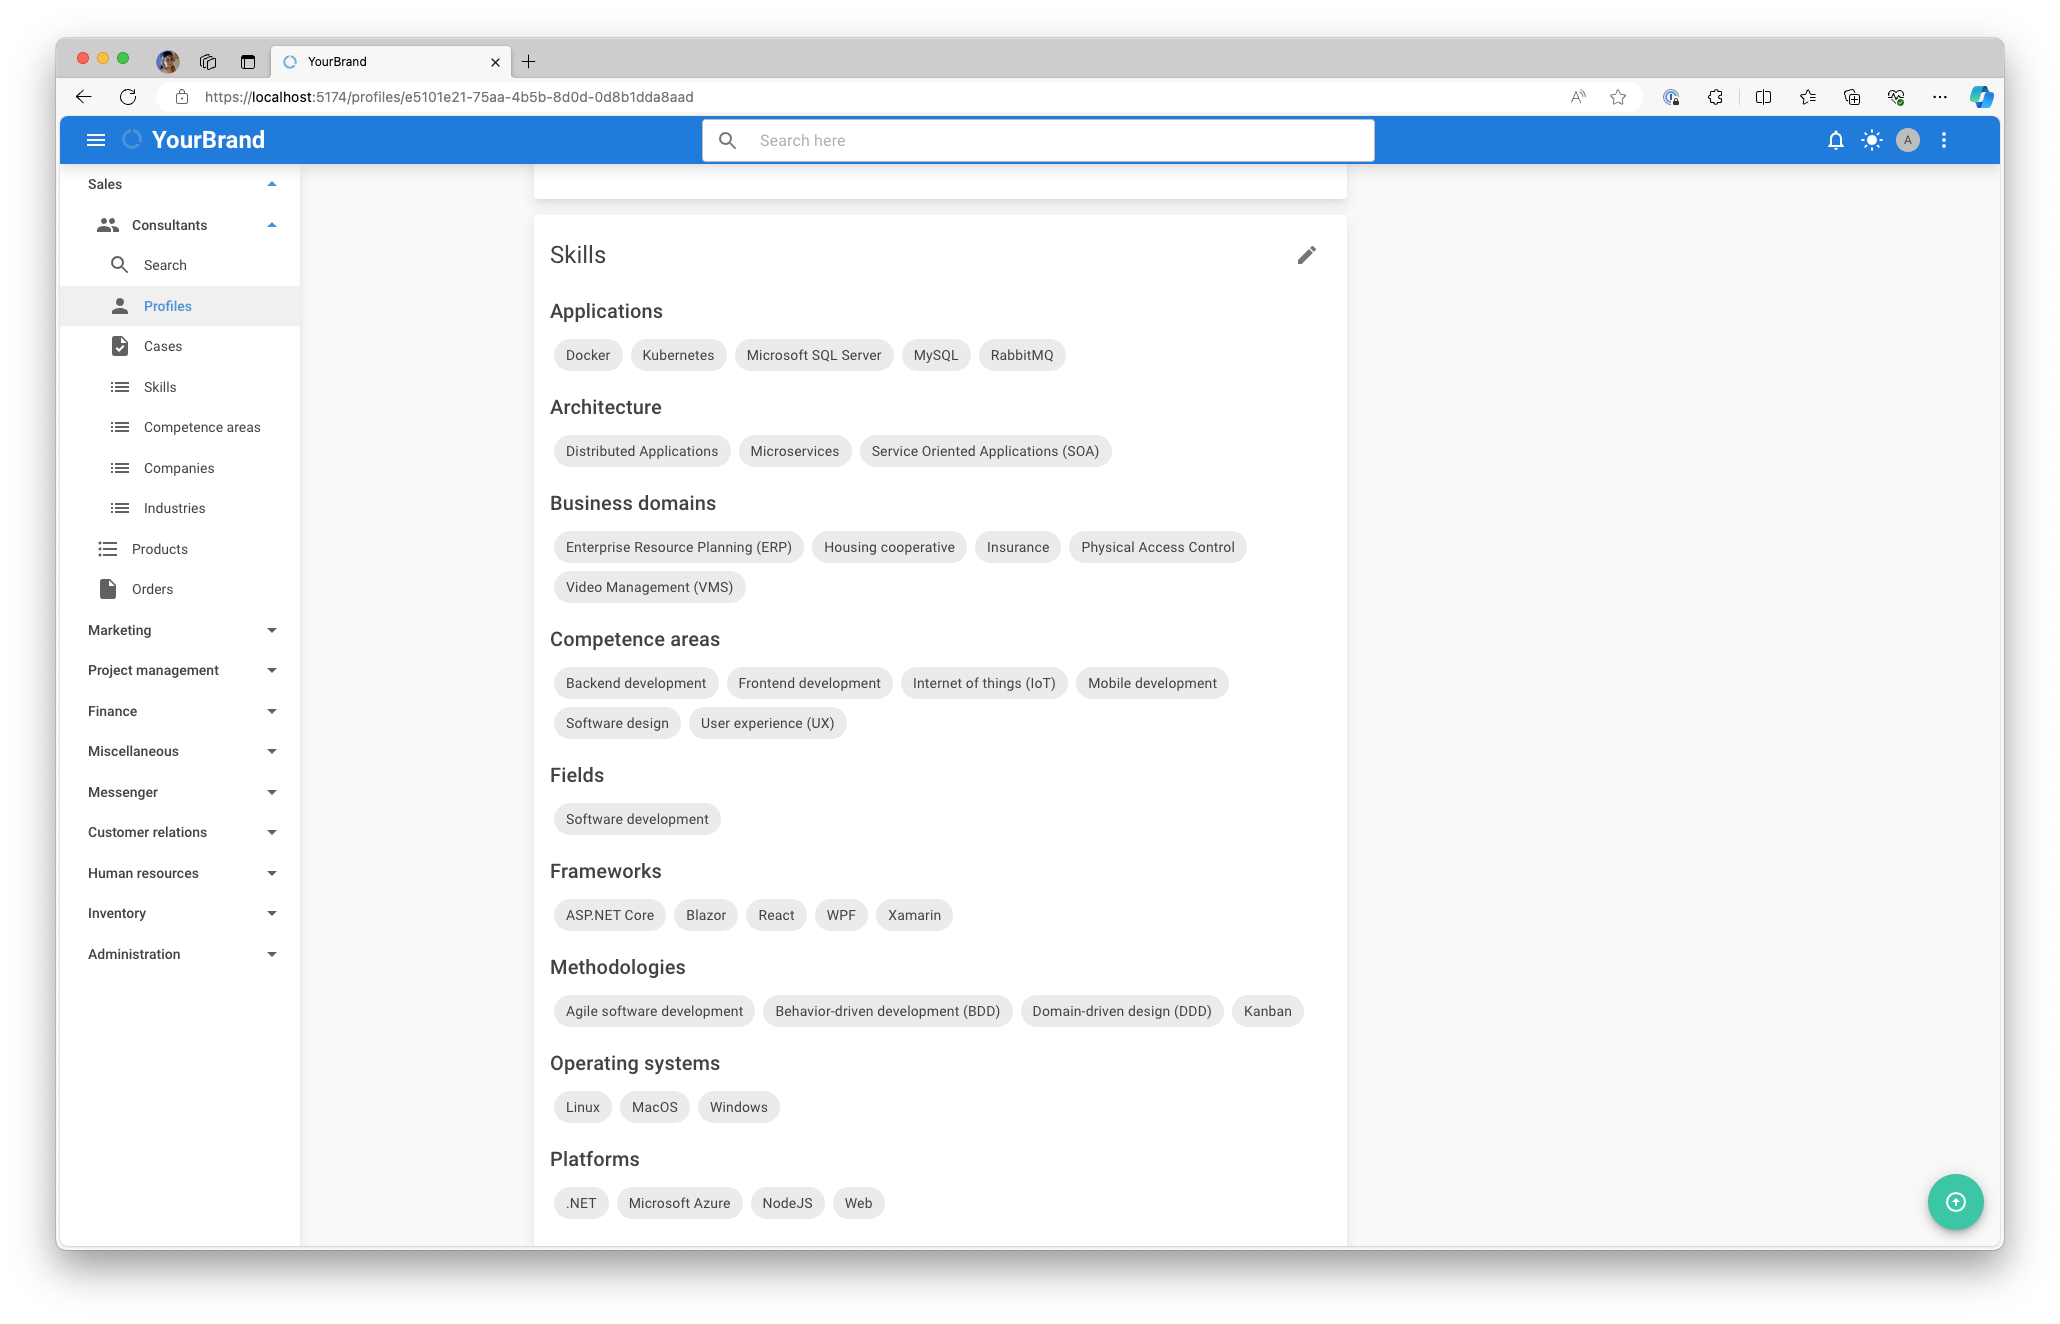 YourBrand
https://localhost:5174/profiles/e5101e21-75aa-4b5b-8d0d-0d8b1dda8aad
YourBrand
Search here
A
Sales
Consultants
Search
Profiles
Cases
Skills
Competence areas
Companies
Industries
Products
Orders
Marketing
Project management
Finance
Miscellaneous
Messenger
Customer relations
Human resources
Inventory
Administration
Skills
Applications
Docker Kubernetes Microsoft SQL Server MySQL RabbitMQ
Architecture
Distributed Applications Microservices Service Oriented Applications (SOA)
Business domains
Enterprise Resource Planning (ERP) Housing cooperative Insurance Physical Access Control
Video Management (VMS)
Competence areas
Backend development Frontend development Internet of things (IoT) Mobile development
Software design User experience (UX)
Fields
Software development
Frameworks
ASP.NET Core Blazor React WPF Xamarin
Methodologies
Agile software development Behavior-driven development (BDD) Domain-driven design (DDD) Kanban
Operating systems
Linux MacOS Windows
Platforms
.NET Microsoft Azure NodeJS Web